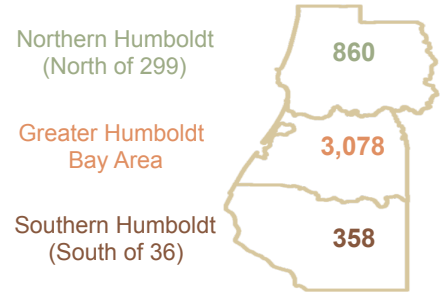 Northern Humboldt
(North of 299)
860
Greater Humboldt
Bay Area
3,078
Southern Humboldt
(South of 36)
358